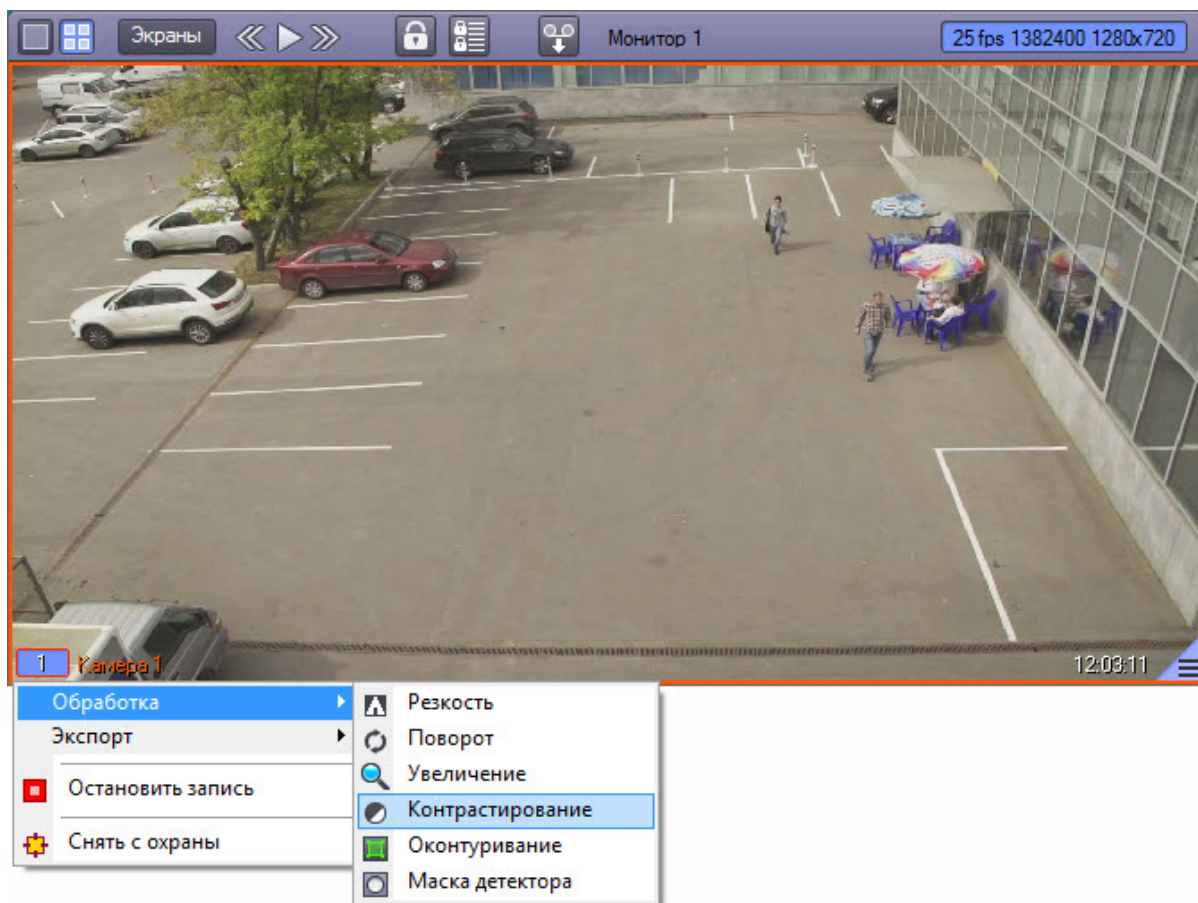 Экраны
Монитор 1
25 fps 1382400 1280x720
1 Камера 1
12:03:11
Обработка
Экспорт
Остановить запись
Снять с охраны
Резкость
Поворот
Увеличение
Контрастирование
Оконтуривание
Маска детектора